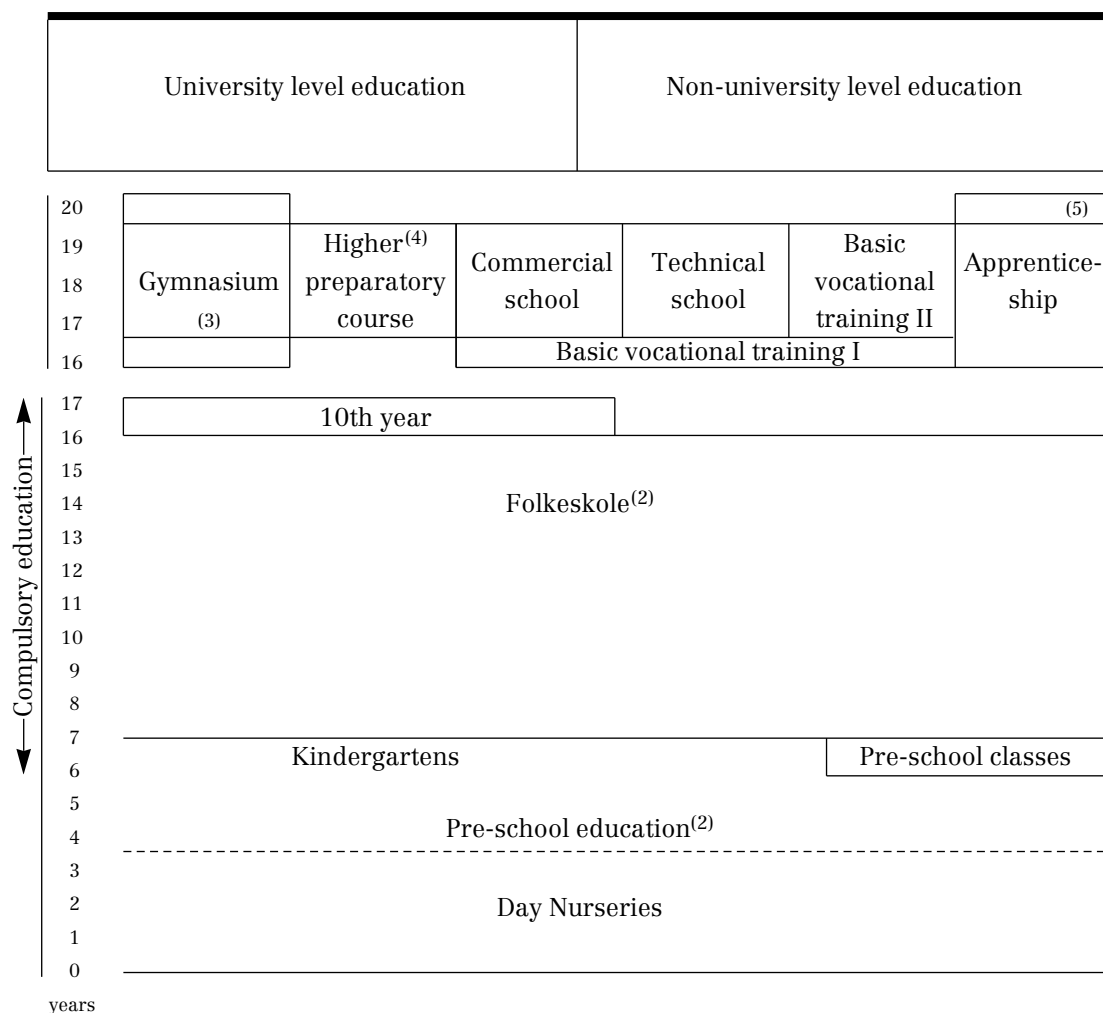 University level education
Non-university level education
20
(5)
19
18
17
16
Gymnasium
(3)
Higher(4)
preparatory
course
Commercial
school
Technical
school
Basic
vocational
training II
Apprentice-
ship
Basic vocational training I
Compulsory education
17
10th year
16
15
14
Folkeskole(2)
13
12
11
10
9
8
7
Kindergartens
Pre-school classes
6
5
4
Pre-school education(2)
3
2
Day Nurseries
1
0
years